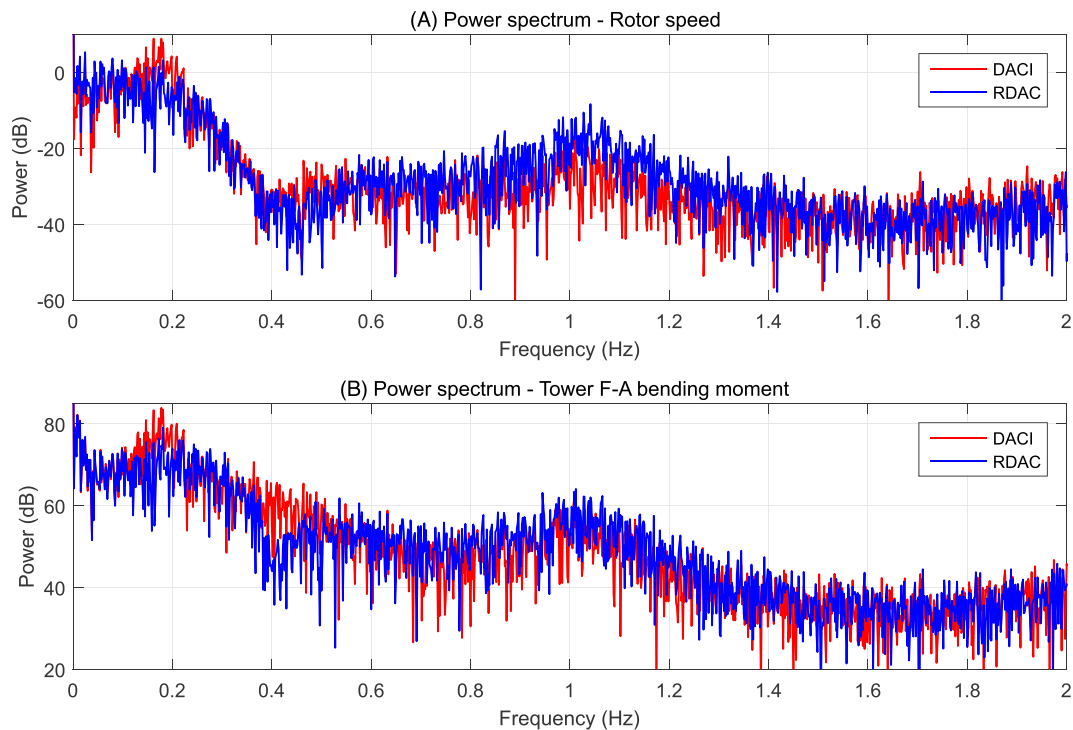 (A) Power spectrum - Rotor speed
Power (dB)
0
-20
-40
-60
DACI
RDAC
0 0.2 0.4 0.6 0.8 1 1.2 1.4 1.6 1.8 2
Frequency (Hz)
(B) Power spectrum - Tower F-A bending moment
Power (dB)
80
60
40
20
DACI
RDAC
0 0.2 0.4 0.6 0.8 1 1.2 1.4 1.6 1.8 2
Frequency (Hz)